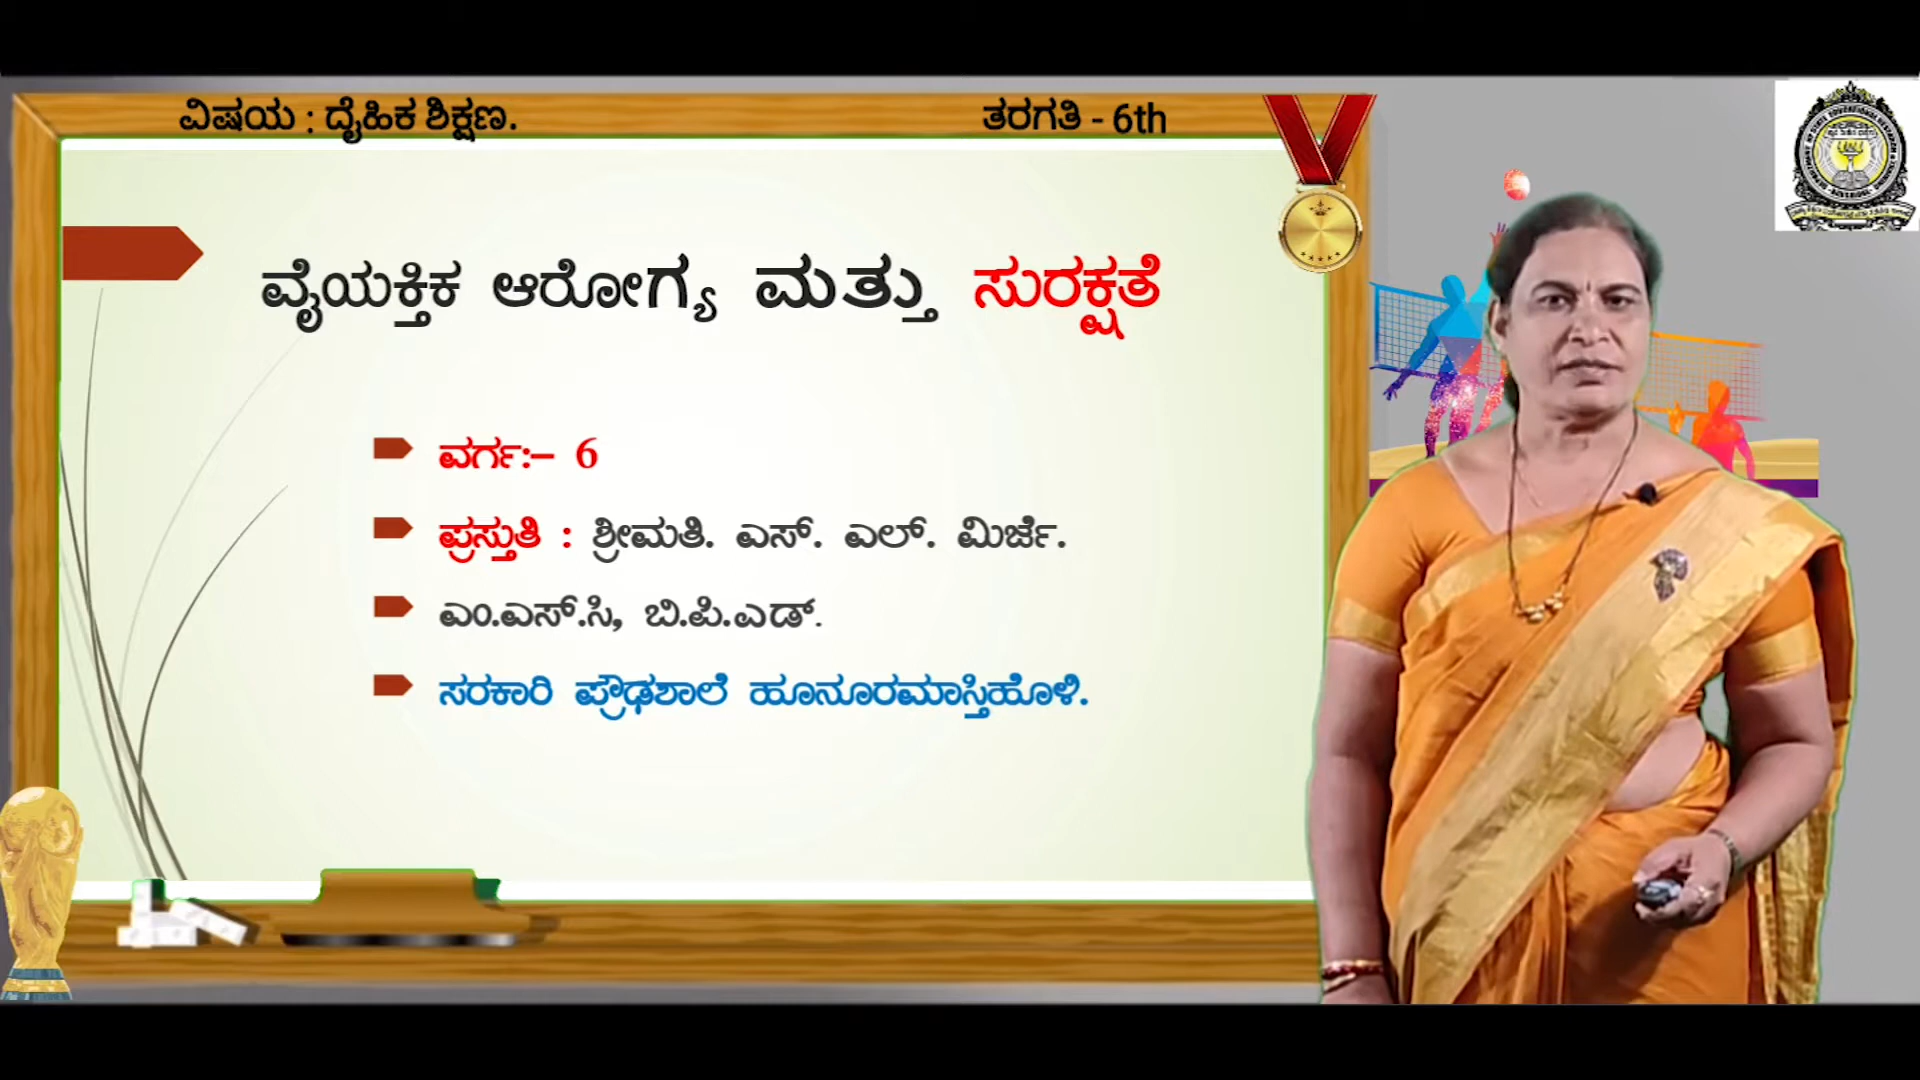 ವಿಷಯ : ದೈಹಿಕ ಶಿಕ್ಷಣ.
ತರಗತಿ - 6th
ವೈಯಕ್ತಿಕ ಆರೋಗ್ಯ ಮತ್ತು ಸುರಕ್ಷತೆ
ವರ್ಗ:– 6
ಪ್ರಸ್ತುತಿ : ಶ್ರೀಮತಿ. ಎಸ್. ಎಲ್. ಮಿರ್ಜೆ.
ಎಂ.ಎಸ್.ಸಿ, ಬಿ.ಪಿ.ಎಡ್.
ಸರಕಾರಿ ಪ್ರೌಢಶಾಲೆ ಹೂನೂರಮಾಸ್ತಿಹೊಳಿ.